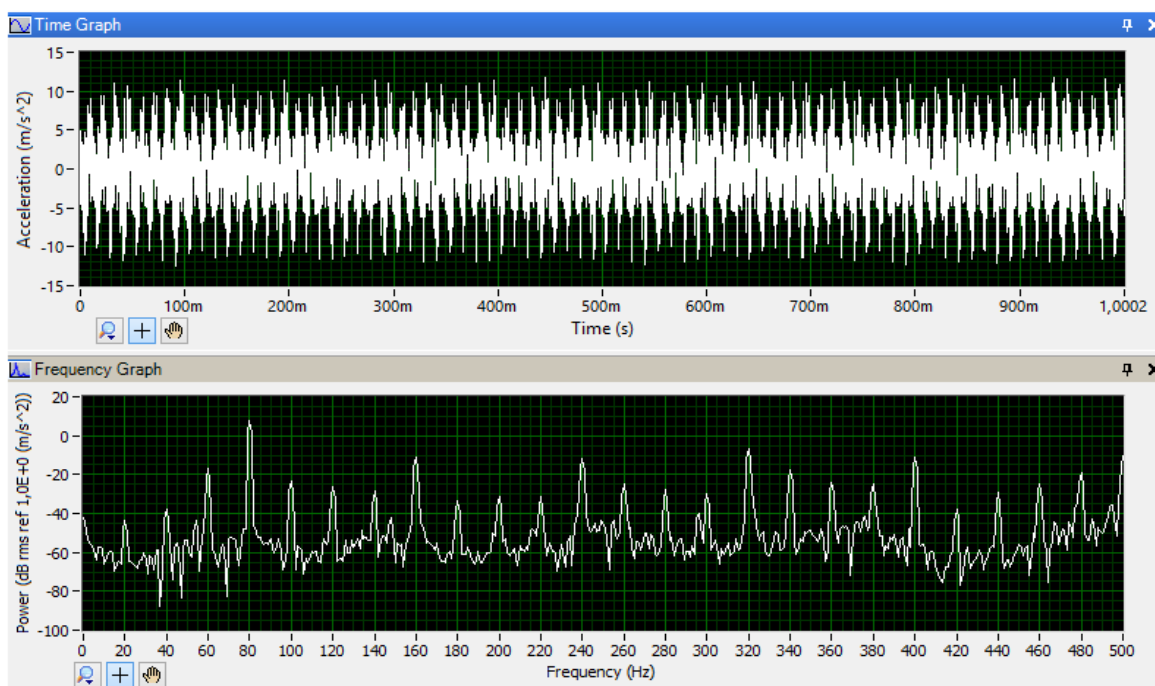 Time Graph
Acceleration (m/s^2)
15
10
5
0
-5
-10
-15
0 100m 200m 300m 400m 500m 600m 700m 800m 900m 1,0002
Time (s)
Frequency Graph
Power (dB rms ref 1,0E+0 (m/s^2))
20
0
-20
-40
-60
-80
-100
0 20 40 60 80 100 120 140 160 180 200 220 240 260 280 300 320 340 360 380 400 420 440 460 480 500
Frequency (Hz)